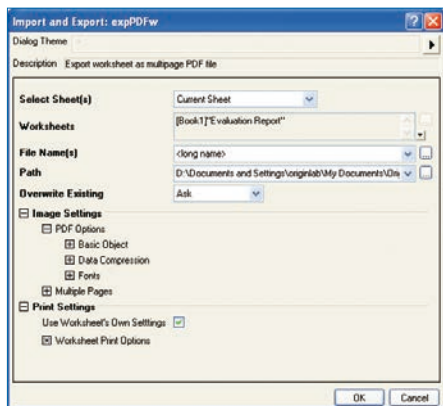 Import and Export: expPDFw
Dialog Theme
Description Export worksheet as multipage PDF file
Select Sheet(s) Current Sheet
Worksheets [Book1]"Evaluation Report"
File Name(s) <long name>
Path D:\Documents and Settings\originlab\My Documents\Ori
Overwrite Existing Ask
Image Settings
PDF Options
Basic Object
Data Compression
Fonts
Multiple Pages
Print Settings
Use Worksheet's Own Setttings
Worksheet Print Options
OK Cancel